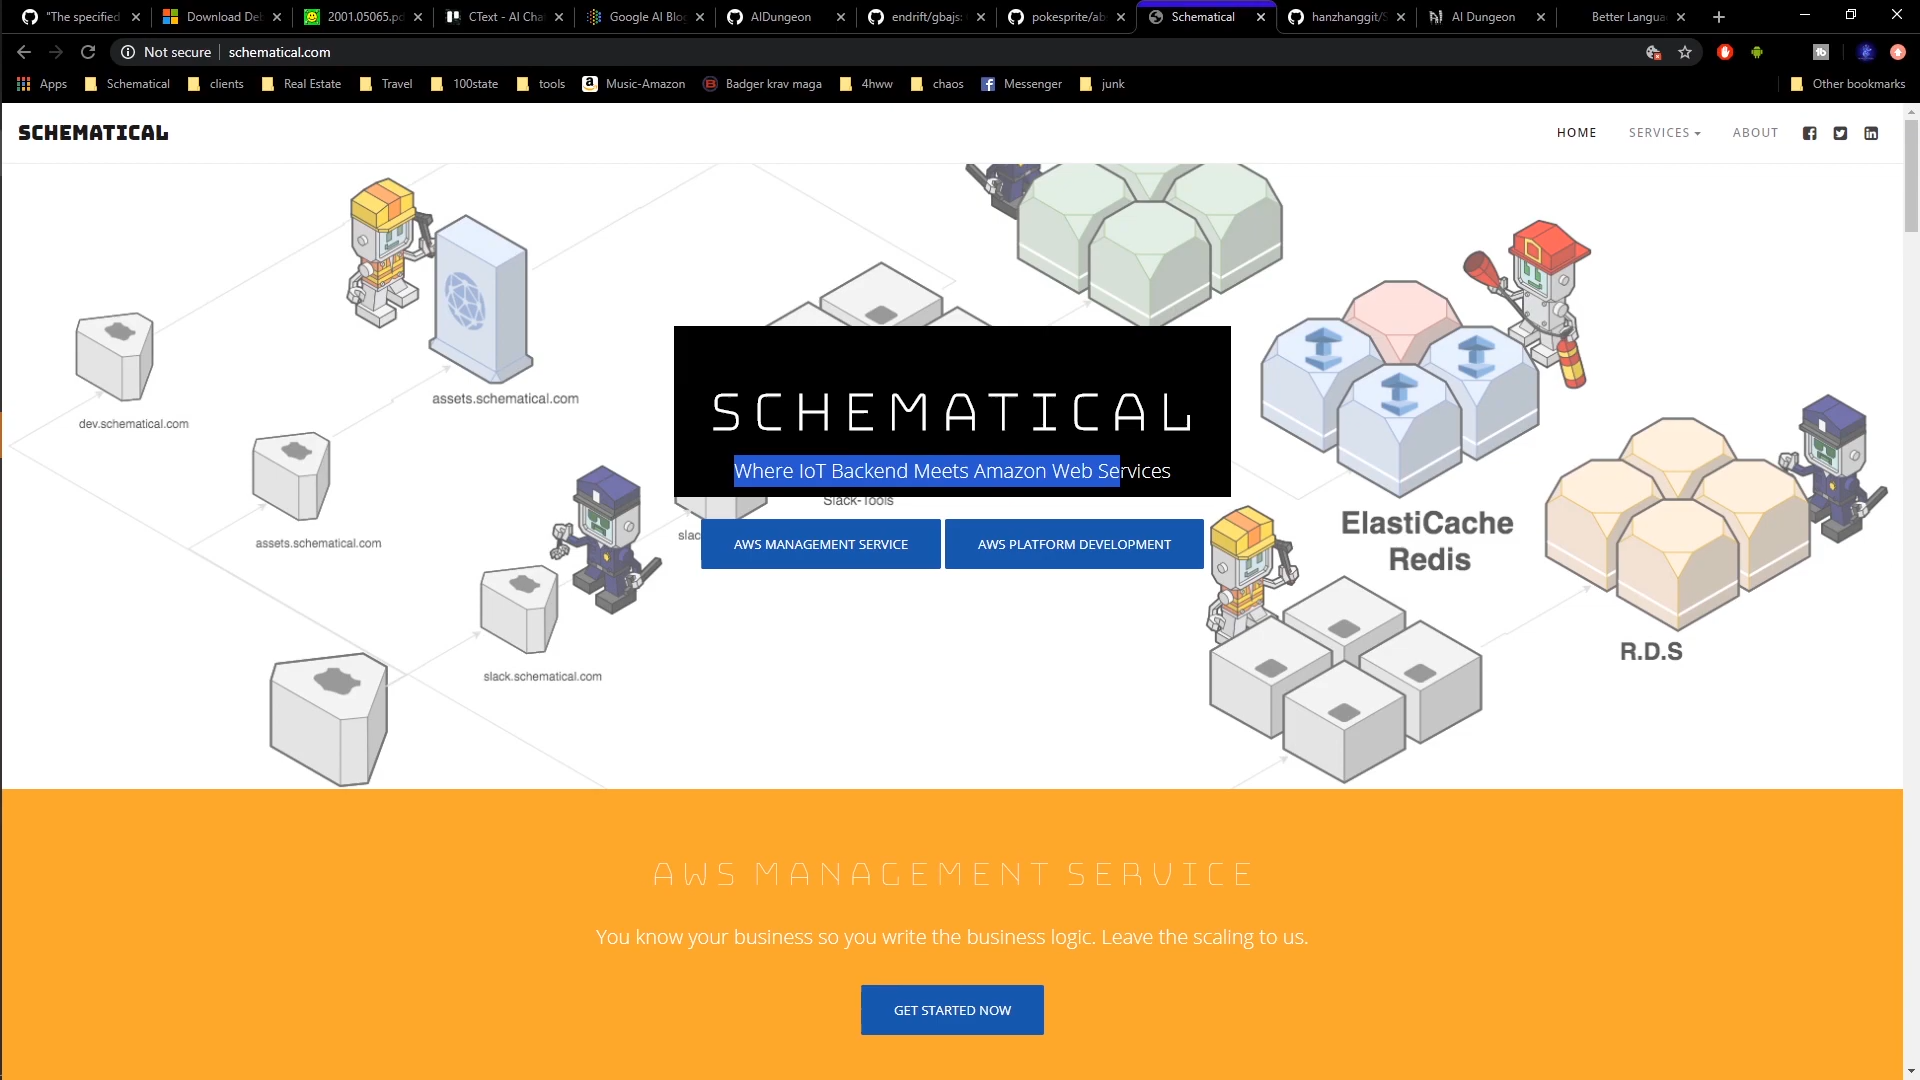 "The specified
Download De
2001.05065.pd
CText - AI Cha
Google AI Blo
AIDungeon
endrift/gbajs:
pokesprite/ab
Schematical
hanzhanggit/S
AI Dungeon
Better Langua
Not secure
schematical.com
Apps
Schematical
clients
Real Estate
Travel
100state
tools
Music-Amazon
Badger krav maga
4hww
chaos
Messenger
junk
Other bookmarks
SCHEMATICAL
HOME
SERVICES
ABOUT
assets.schematical.com
dev.schematical.com
SCHEMATICAL
Where IoT Backend Meets Amazon Web Services
Slack-Tools
slac
AWS MANAGEMENT SERVICE
AWS PLATFORM DEVELOPMENT
ElastiCache
Redis
assets.schematical.com
R.D.S
slack.schematical.com
AWS MANAGEMENT SERVICE
You know your business so you write the business logic. Leave the scaling to us.
GET STARTED NOW